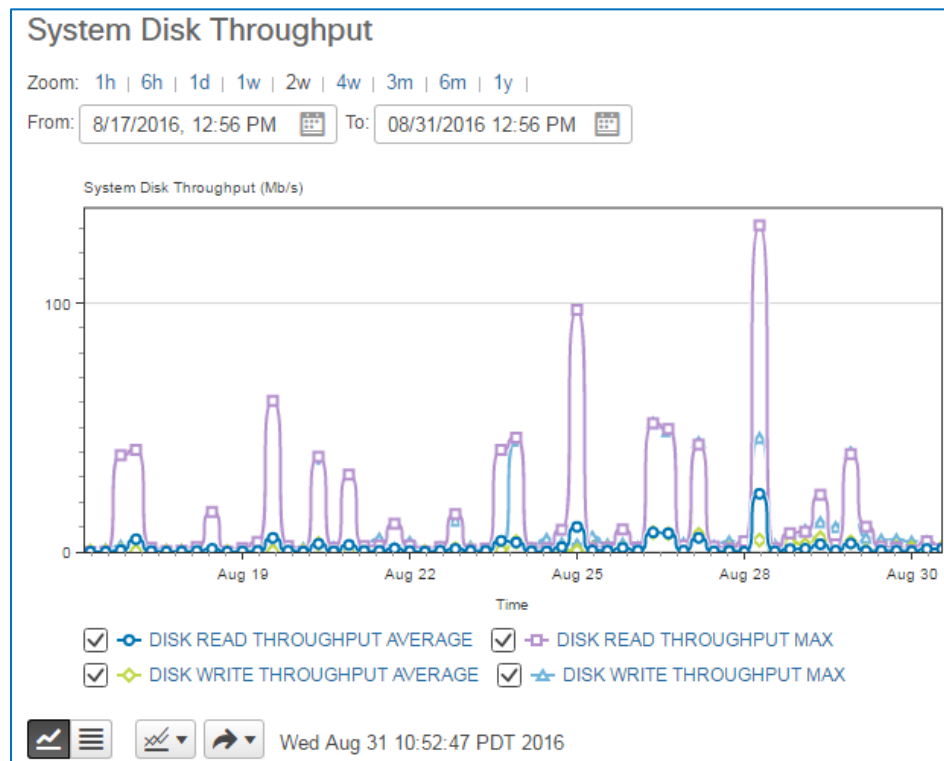 System Disk Throughput
Zoom: 1h | 6h | 1d | 1w | 2w | 4w | 3m | 6m | 1y |
From: 8/17/2016, 12:56 PM To: 08/31/2016 12:56 PM
System Disk Throughput (Mb/s)
100
0
Aug 19 Aug 22 Aug 25 Aug 28 Aug 30
Time
DISK READ THROUGHPUT AVERAGE DISK READ THROUGHPUT MAX
DISK WRITE THROUGHPUT AVERAGE DISK WRITE THROUGHPUT MAX
Wed Aug 31 10:52:47 PDT 2016